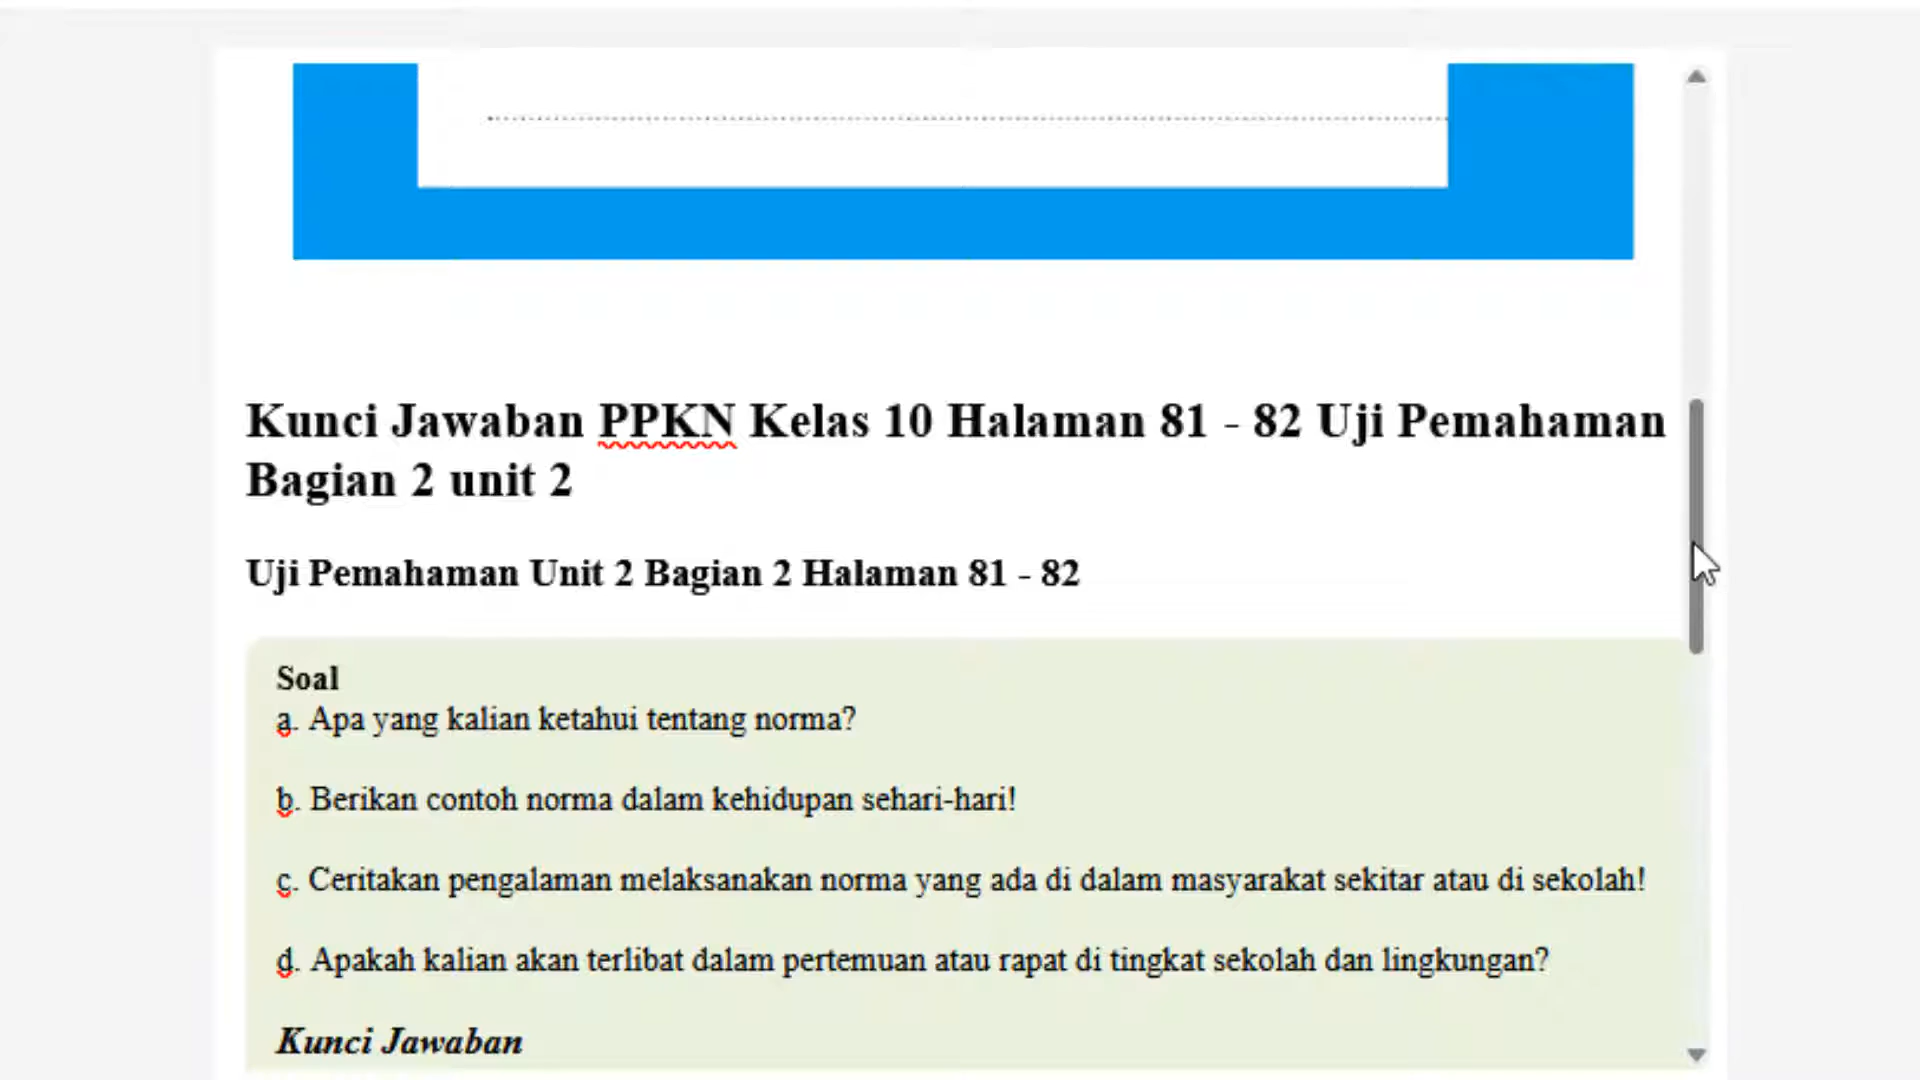 Kunci Jawaban PPKN Kelas 10 Halaman 81 - 82 Uji Pemahaman
Bagian 2 unit 2
Uji Pemahaman Unit 2 Bagian 2 Halaman 81 - 82
Soal
a. Apa yang kalian ketahui tentang norma?
b. Berikan contoh norma dalam kehidupan sehari-hari!
c. Ceritakan pengalaman melaksanakan norma yang ada di dalam masyarakat sekitar atau di sekolah!
d. Apakah kalian akan terlibat dalam pertemuan atau rapat di tingkat sekolah dan lingkungan?
Kunci Jawaban